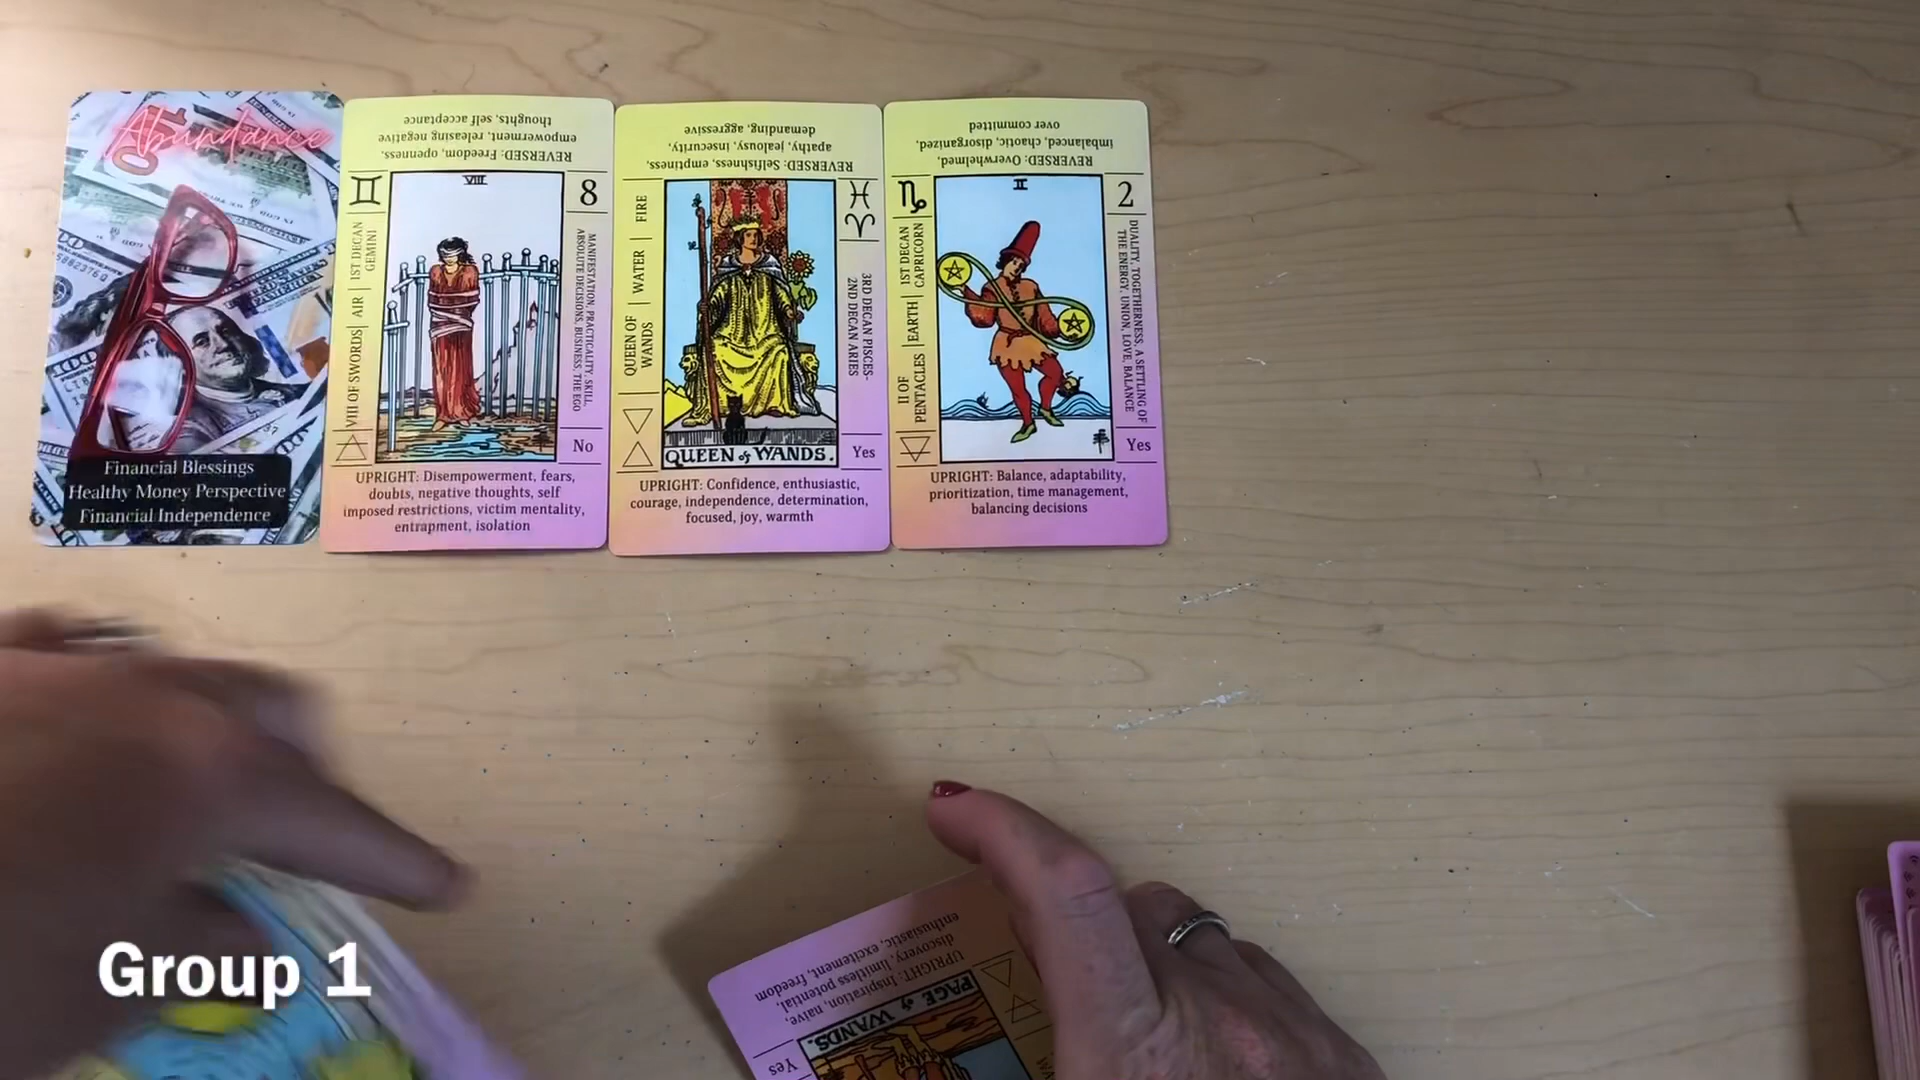 Abundance
10
Financial Blessings
Healthy Money Perspective
Financial Independence
REVERSED: Freedom, openness,
empowerment, releasing negative
thoughts, self acceptance
VIII
8
1ST DECAN
GEMINI
AIR
VIII OF SWORDS
MANIFESTATION, PRACTICALITY, SKILL,
ABSOLUTE DECISIONS, BUSINESS, THE EGO
No
UPRIGHT: Disempowerment, fears,
doubts, negative thoughts, self
imposed restrictions, victim mentality,
entrapment, isolation
REVERSED: Selfishness, emptiness,
apathy, jealousy, insecurity,
demanding, aggressive
FIRE
WATER
QUEEN OF
WANDS
3RD DECAN PISCES-
2ND DECAN ARIES
QUEEN of WANDS.
Yes
UPRIGHT: Confidence, enthusiastic,
courage, independence, determination,
focused, joy, warmth
REVERSED: Overwhelmed,
imbalanced, chaotic, disorganized,
over committed
II
2
1ST DECAN
CAPRICORN
EARTH
II OF
PENTACLES
DUALITY, TOGETHERNESS, A SETTLING OF
THE ENERGY, UNION, LOVE, BALANCE
Yes
UPRIGHT: Balance, adaptability,
prioritization, time management,
balancing decisions
UPRIGHT: Inspiration, naive,
discovery, limitless potential,
enthusiastic, excitement, freedom
PAGE of WANDS.
Yes
Group 1